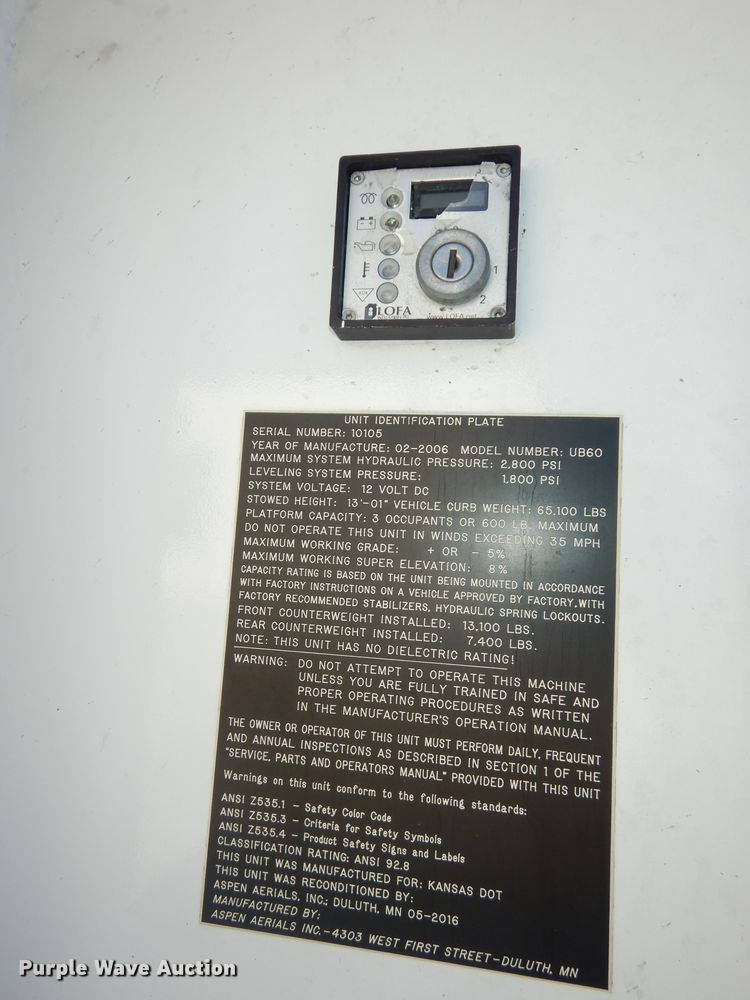 1
2
LOFA
www.LOFA.net
UNIT IDENTIFICATION PLATE
SERIAL NUMBER: 10105
YEAR OF MANUFACTURE: 02-2006 MODEL NUMBER: UB60
MAXIMUM SYSTEM HYDRAULIC PRESSURE: 2,800 PSI
LEVELING SYSTEM PRESSURE: 1,800 PSI
SYSTEM VOLTAGE: 12 VOLT DC
STOWED HEIGHT: 13'-01" VEHICLE CURB WEIGHT: 65,100 LBS
PLATFORM CAPACITY: 3 OCCUPANTS OR 600 LB. MAXIMUM
DO NOT OPERATE THIS UNIT IN WINDS EXCEEDING 35 MPH
MAXIMUM WORKING GRADE: + OR - 5%
MAXIMUM WORKING SUPER ELEVATION: 8%
CAPACITY RATING IS BASED ON THE UNIT BEING MOUNTED IN ACCORDANCE
WITH FACTORY INSTRUCTIONS ON A VEHICLE APPROVED BY FACTORY,WITH
FACTORY RECOMMENDED STABILIZERS, HYDRAULIC SPRING LOCKOUTS.
FRONT COUNTERWEIGHT INSTALLED: 13,100 LBS.
REAR COUNTERWEIGHT INSTALLED: 7,400 LBS.
NOTE: THIS UNIT HAS NO DIELECTRIC RATING!
WARNING: DO NOT ATTEMPT TO OPERATE THIS MACHINE
UNLESS YOU ARE FULLY TRAINED IN SAFE AND
PROPER OPERATING PROCEDURES AS WRITTEN
IN THE MANUFACTURER'S OPERATION MANUAL.
THE OWNER OR OPERATOR OF THIS UNIT MUST PERFORM DAILY, FREQUENT
AND ANNUAL INSPECTIONS AS DESCRIBED IN SECTION 1 OF THE
"SERVICE, PARTS AND OPERATORS MANUAL" PROVIDED WITH THIS UNIT
Warnings on this unit conform to the following standards:
ANSI Z535.1 - Safety Color Code
ANSI Z535.3 - Criteria for Safety Symbols
ANSI Z535.4 - Product Safety Signs and Labels
CLASSIFICATION RATING: ANSI 92.8
THIS UNIT WAS MANUFACTURED FOR: KANSAS DOT
THIS UNIT WAS RECONDITIONED BY:
ASPEN AERIALS, INC.; DULUTH, MN 05-2016
MANUFACTURED BY:
ASPEN AERIALS INC.-4303 WEST FIRST STREET-DULUTH, MN
Purple Wave Auction